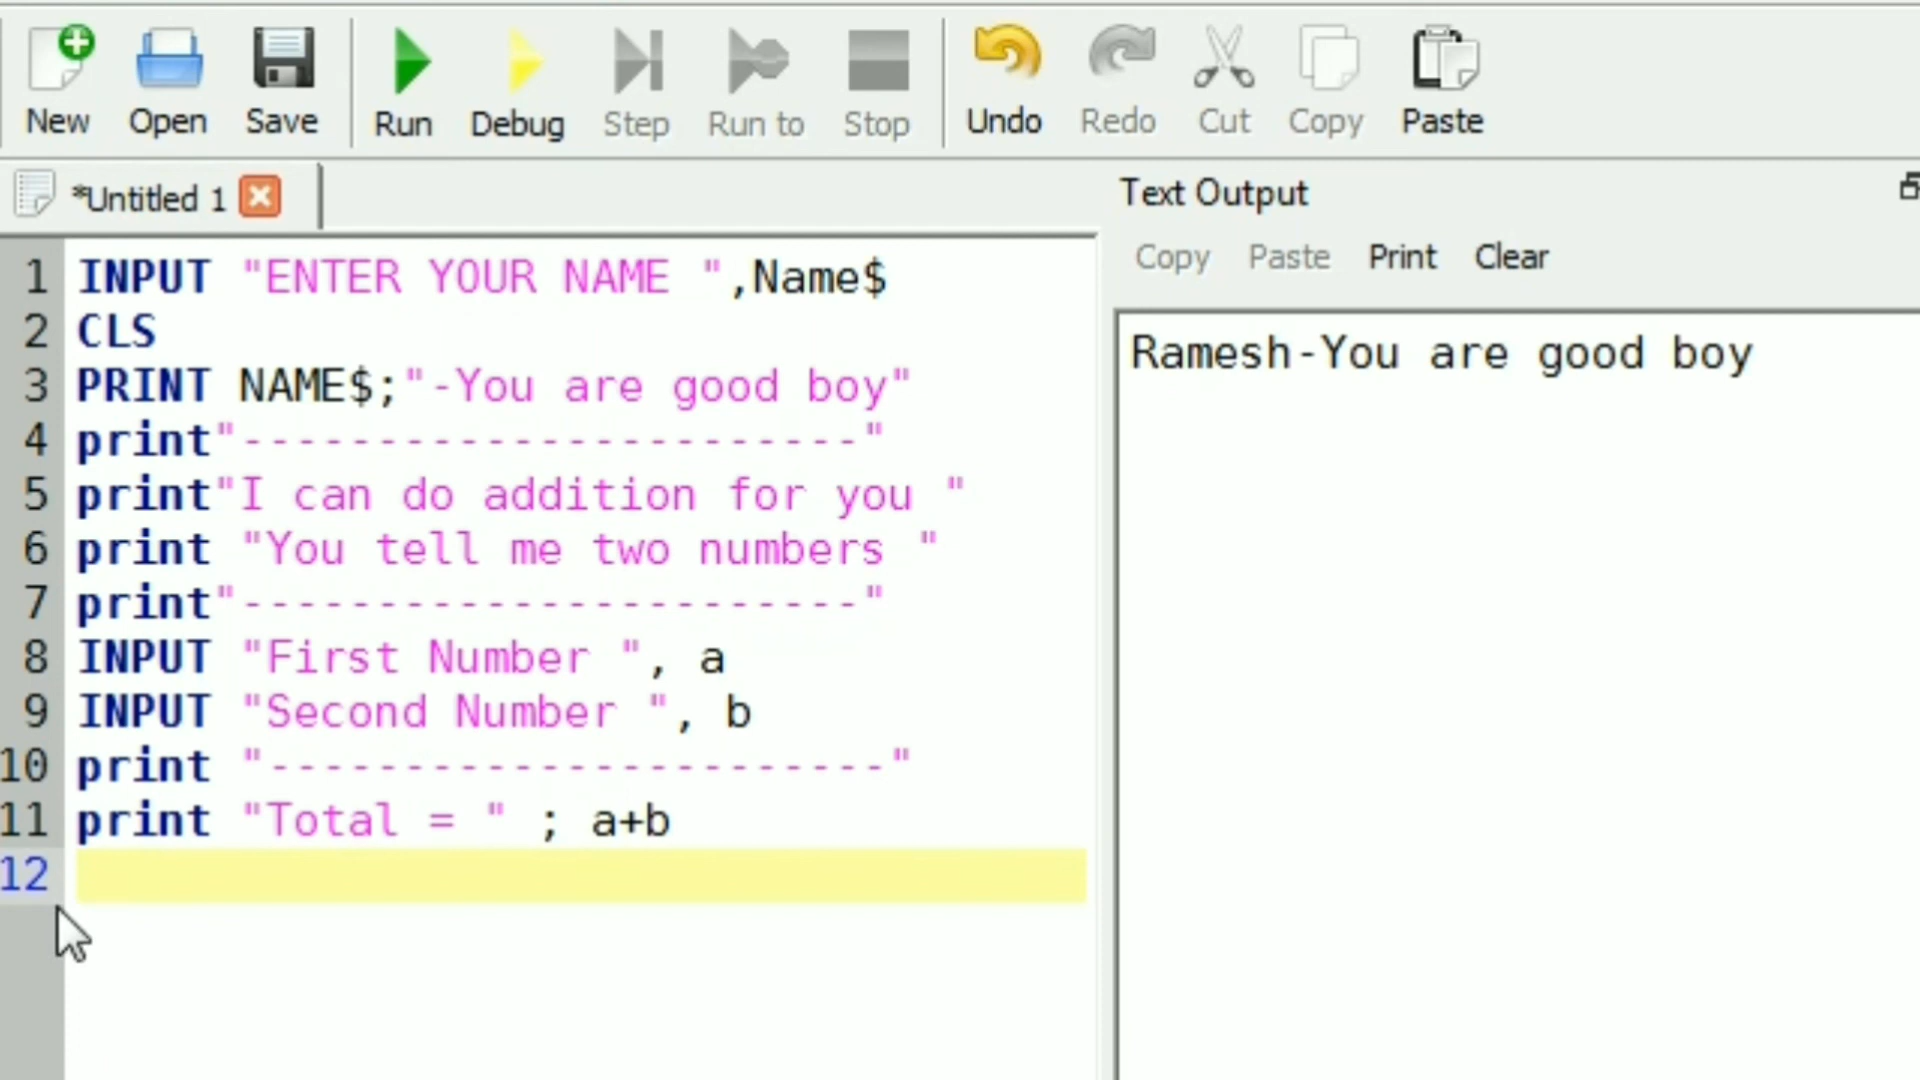 New Open Save Run Debug Step Run to Stop Undo Redo Cut Copy Paste
*Untitled 1
Text Output
Copy Paste Print Clear
1 INPUT "ENTER YOUR NAME ",Name$
2 CLS
3 PRINT NAME$;"-You are good boy"
4 print"-----------------------"
5 print"I can do addition for you "
6 print "You tell me two numbers "
7 print"-----------------------"
8 INPUT "First Number ", a
9 INPUT "Second Number ", b
10 print "-----------------------"
11 print "Total = " ; a+b
12
Ramesh-You are good boy